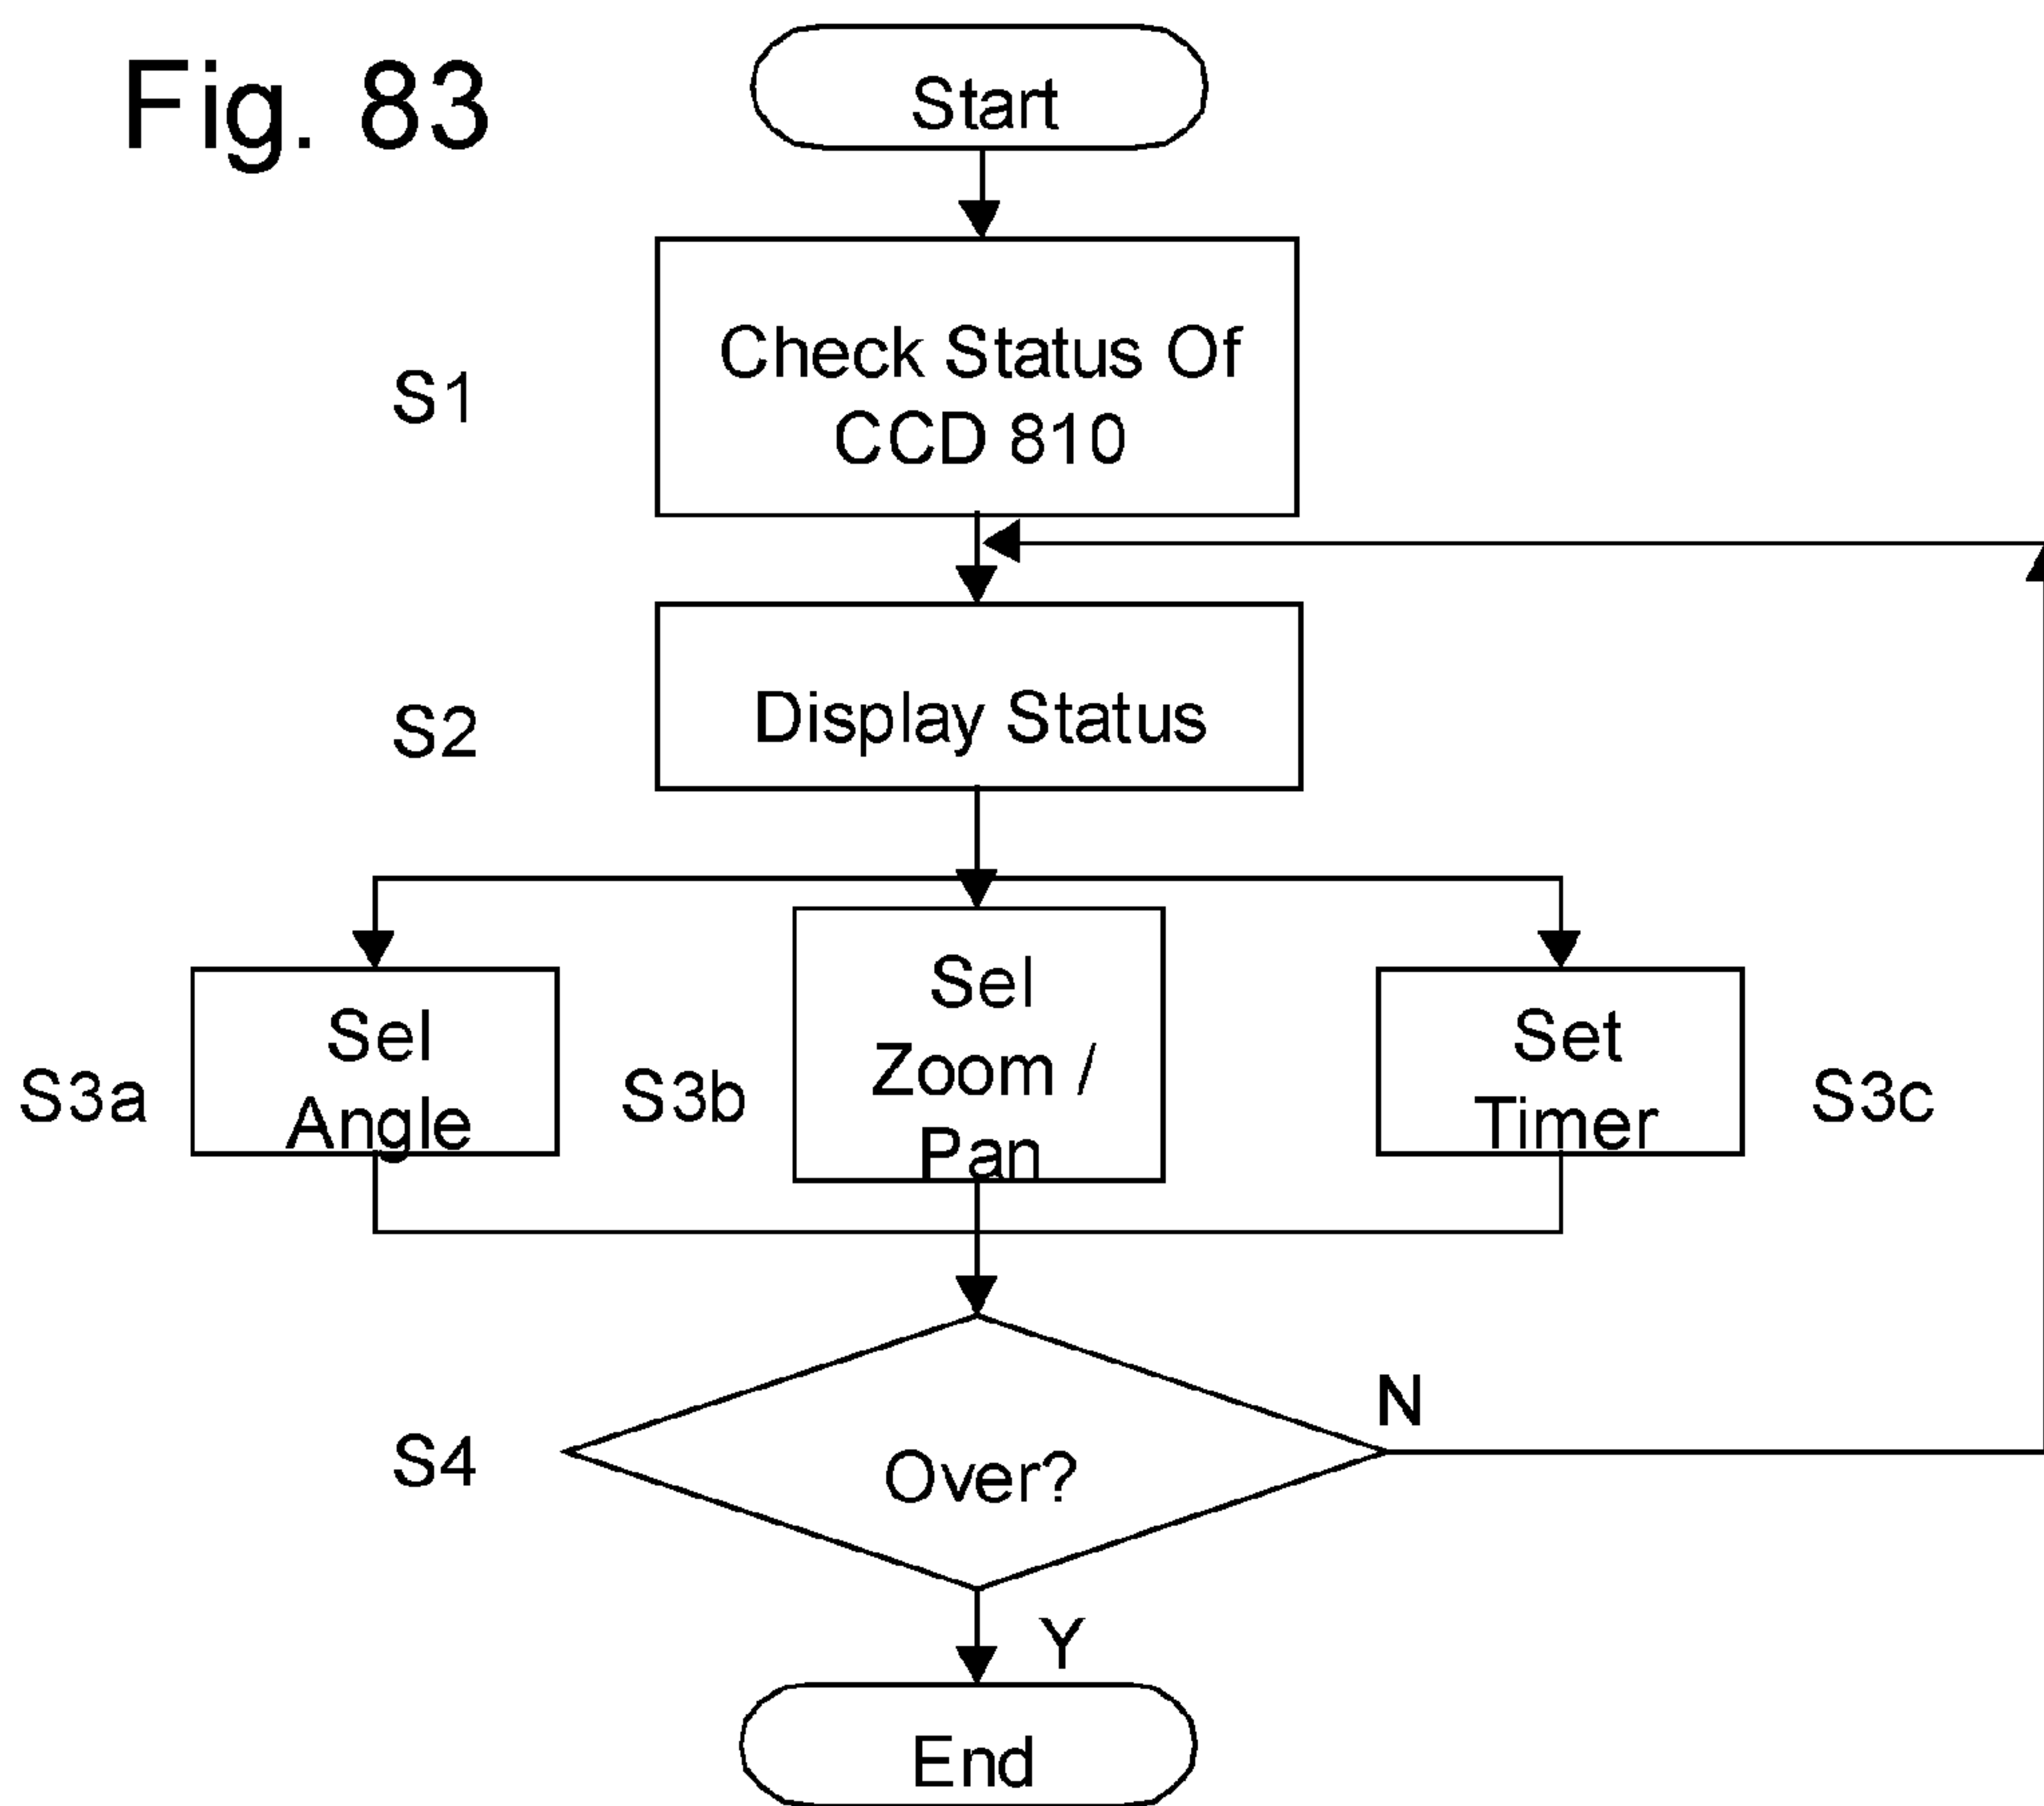 Fig. 83
Start
S1
Check Status Of
CCD 810
S2
Display Status
S3a
Sel
Angle
S3b
Sel
Zoom /
Pan
Set
Timer
S3c
S4
Over?
N
Y
End